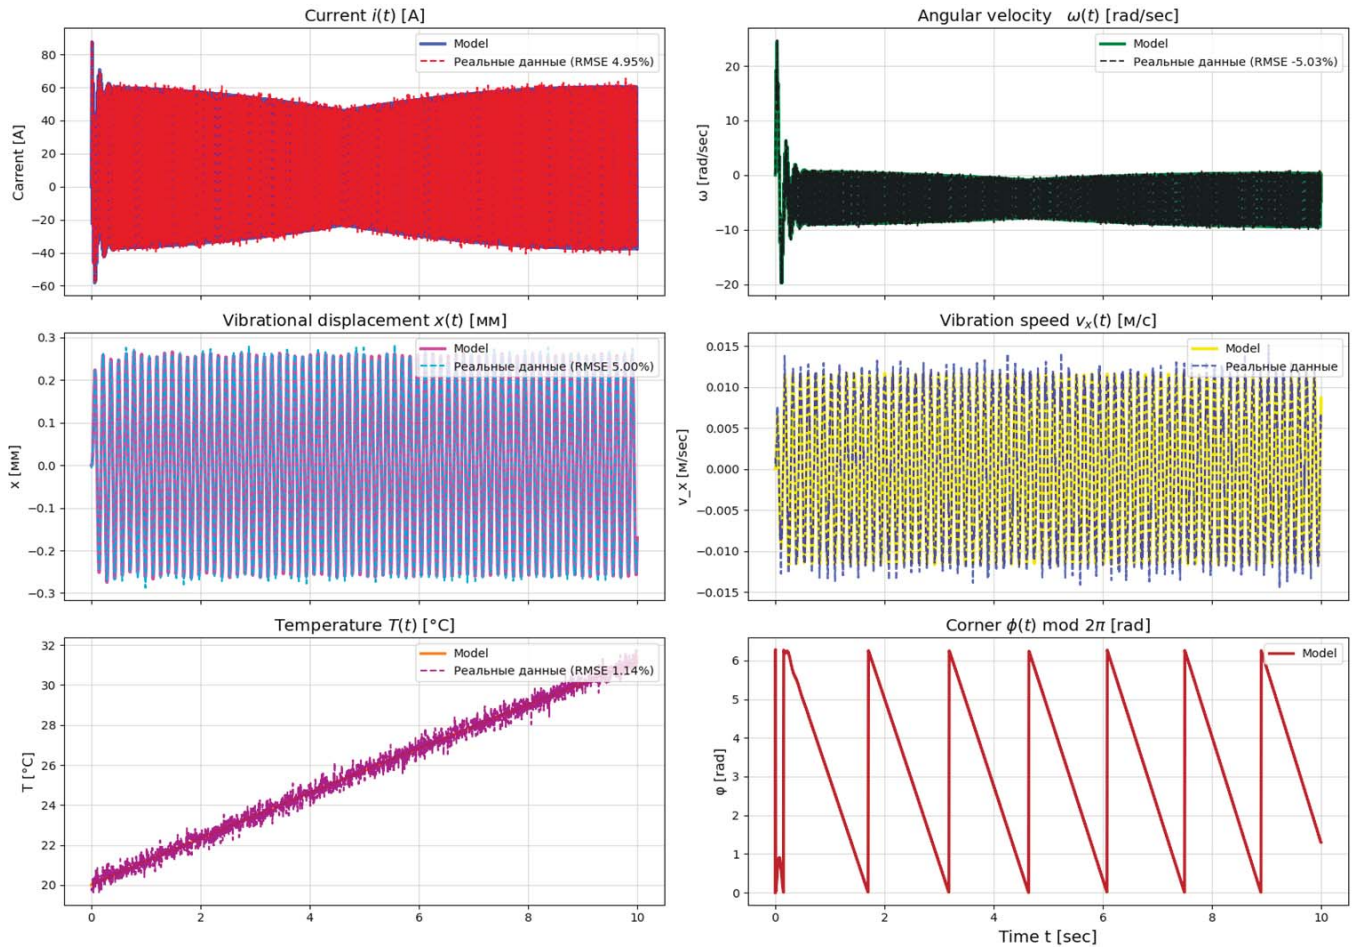 Current i(t) [A]
Model
Реальные данные (RMSE 4.95%)
80
60
40
20
0
−20
−40
−60
Carrent [A]
Angular velocity ω(t) [rad/sec]
Model
Реальные данные (RMSE -5.03%)
20
10
0
−10
−20
ω [rad/sec]
Vibrational displacement x(t) [мм]
Model
Реальные данные (RMSE 5.00%)
0.3
0.2
0.1
0.0
−0.1
−0.2
−0.3
x [мм]
Vibration speed vₓ(t) [м/с]
Model
Реальные данные
0.015
0.010
0.005
0.000
−0.005
−0.010
−0.015
v_x [м/sec]
Temperature T(t) [°C]
Model
Реальные данные (RMSE 1.14%)
32
30
28
26
24
22
20
T [°C]
0 2 4 6 8 10
Corner ϕ(t) mod 2π [rad]
Model
6
5
4
3
2
1
0
φ [rad]
0 2 4 6 8 10
Time t [sec]